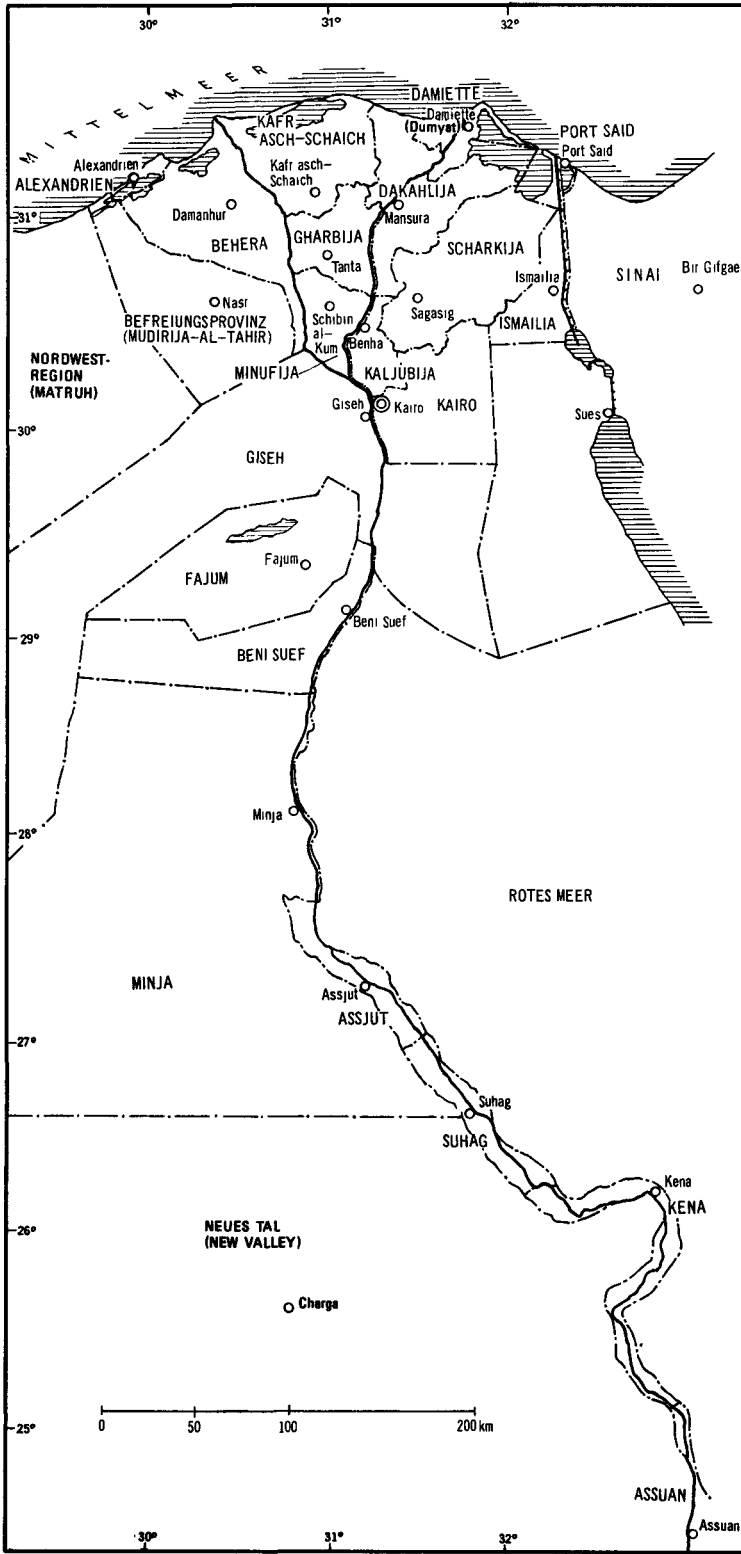 30°
31°
32°
MITTELMEER
DAMIETTE
Damiette
(Dumyat)
KAFR
ASCH-SCHAICH
PORT SAID
Port Said
Alexandrien
ALEXANDRIEN
Kafr asch-
Schaich
DAKAHLIJA
31°
Damanhur
Mansura
BEHERA
GHARBIJA
SCHARKIJA
Tanta
SINAI
Bir Gifgae
Ismailia
Nasr
Schibin
al-
Kum
Sagasig
BEFREIUNGSPROVINZ
(MUDIRIJA-AL-TAHIR)
ISMAILIA
Benha
NORDWEST-
REGION
(MATRUH)
MINUFIJA
KALJUBIJA
Giseh
Kairo
KAIRO
Sues
30°
GISEH
Fajum
FAJUM
Beni Suef
29°
BENI SUEF
Minja
28°
ROTES MEER
MINJA
Assjut
ASSJUT
27°
Suhag
SUHAG
Kena
KENA
26°
NEUES TAL
(NEW VALLEY)
Charga
0 50 100 200 km
25°
ASSUAN
Assuan
30°
31°
32°